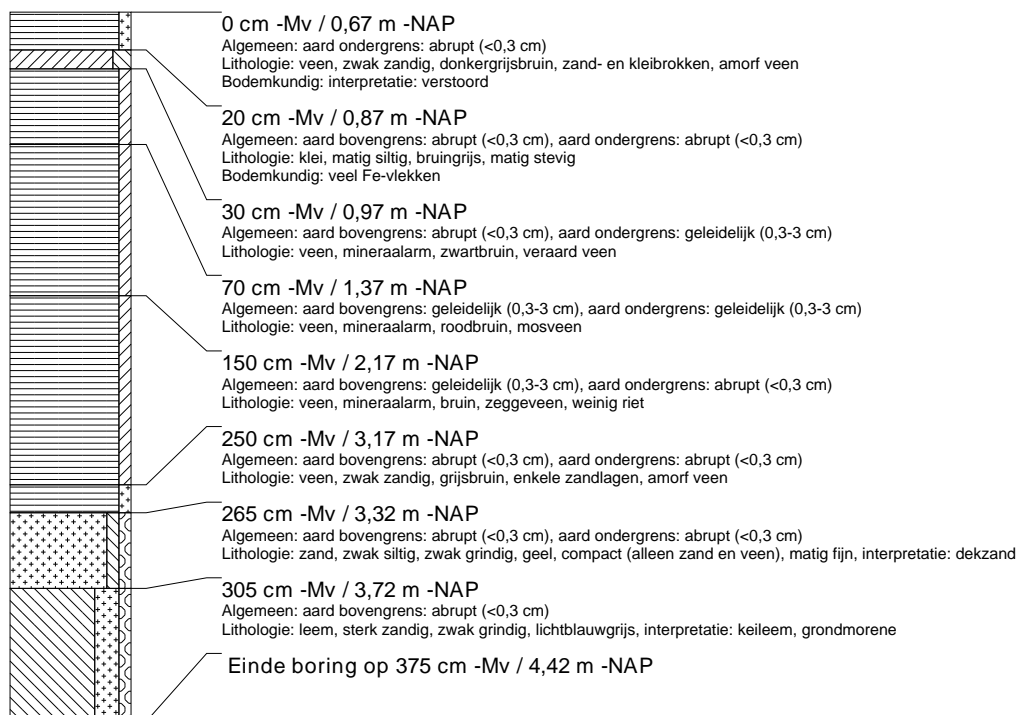 0 cm -Mv / 0,67 m -NAP
Algemeen: aard ondergrens: abrupt (<0,3 cm)
Lithologie: veen, zwak zandig, donkergrijsbruin, zand- en kleibrokken, amorf veen
Bodemkundig: interpretatie: verstoord
20 cm -Mv / 0,87 m -NAP
Algemeen: aard bovengrens: abrupt (<0,3 cm), aard ondergrens: abrupt (<0,3 cm)
Lithologie: klei, matig siltig, bruingrijs, matig stevig
Bodemkundig: veel Fe-vlekken
30 cm -Mv / 0,97 m -NAP
Algemeen: aard bovengrens: abrupt (<0,3 cm), aard ondergrens: geleidelijk (0,3-3 cm)
Lithologie: veen, mineraalarm, zwartbruin, veraard veen
70 cm -Mv / 1,37 m -NAP
Algemeen: aard bovengrens: geleidelijk (0,3-3 cm), aard ondergrens: geleidelijk (0,3-3 cm)
Lithologie: veen, mineraalarm, roodbruin, mosveen
150 cm -Mv / 2,17 m -NAP
Algemeen: aard bovengrens: geleidelijk (0,3-3 cm), aard ondergrens: abrupt (<0,3 cm)
Lithologie: veen, mineraalarm, bruin, zeggeveen, weinig riet
250 cm -Mv / 3,17 m -NAP
Algemeen: aard bovengrens: abrupt (<0,3 cm), aard ondergrens: abrupt (<0,3 cm)
Lithologie: veen, zwak zandig, grijsbruin, enkele zandlagen, amorf veen
265 cm -Mv / 3,32 m -NAP
Algemeen: aard bovengrens: abrupt (<0,3 cm), aard ondergrens: abrupt (<0,3 cm)
Lithologie: zand, zwak siltig, zwak grindig, geel, compact (alleen zand en veen), matig fijn, interpretatie: dekzand
305 cm -Mv / 3,72 m -NAP
Algemeen: aard bovengrens: abrupt (<0,3 cm)
Lithologie: leem, sterk zandig, zwak grindig, lichtblauwgrijs, interpretatie: keileem, grondmorene
Einde boring op 375 cm -Mv / 4,42 m -NAP